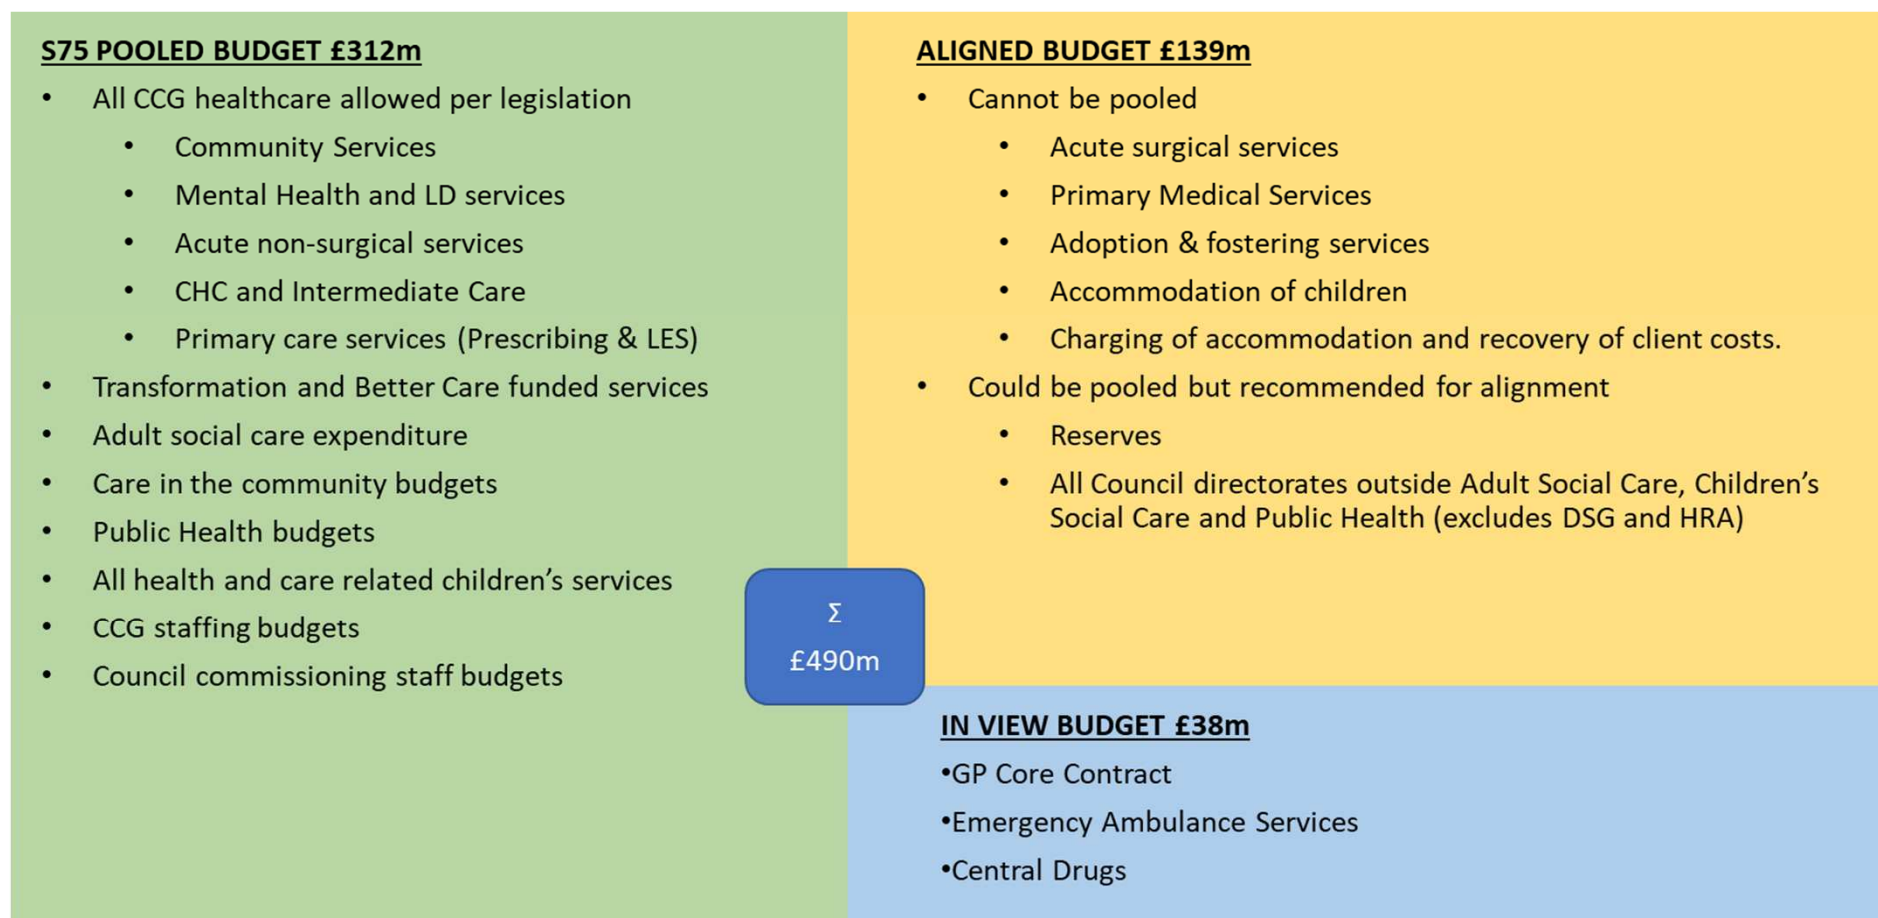 S75 POOLED BUDGET £312m
• All CCG healthcare allowed per legislation
• Community Services
• Mental Health and LD services
• Acute non-surgical services
• CHC and Intermediate Care
• Primary care services (Prescribing & LES)
• Transformation and Better Care funded services
• Adult social care expenditure
• Care in the community budgets
• Public Health budgets
• All health and care related children’s services
• CCG staffing budgets
• Council commissioning staff budgets
ALIGNED BUDGET £139m
• Cannot be pooled
• Acute surgical services
• Primary Medical Services
• Adoption & fostering services
• Accommodation of children
• Charging of accommodation and recovery of client costs.
• Could be pooled but recommended for alignment
• Reserves
• All Council directorates outside Adult Social Care, Children’s
Social Care and Public Health (excludes DSG and HRA)
Σ
£490m
IN VIEW BUDGET £38m
•GP Core Contract
•Emergency Ambulance Services
•Central Drugs